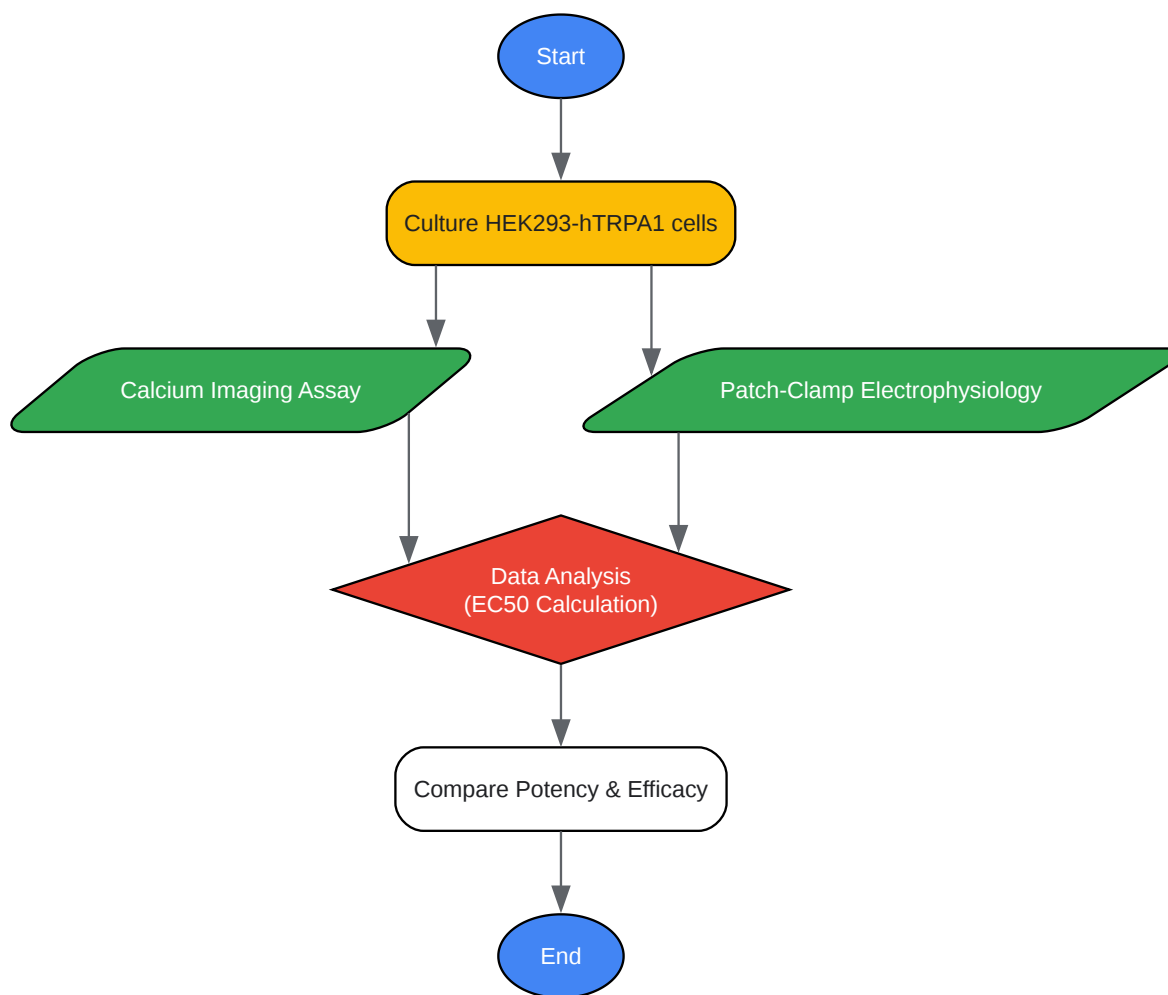 Start
Culture HEK293-hTRPA1 cells
Calcium Imaging Assay
Patch-Clamp Electrophysiology
Data Analysis
(EC50 Calculation)
Compare Potency & Efficacy
End